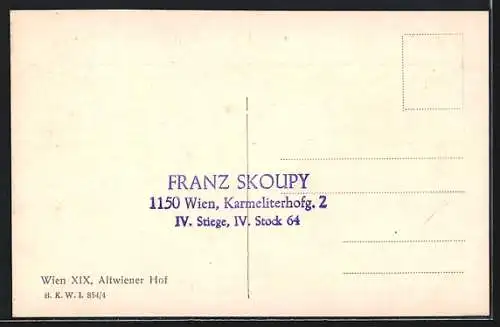 FRANZ SKOUPY
1150 Wien, Karmeliterhofg. 2
IV. Stiege, IV. Stock 64
Wien XIX, Altwiener Hof
B. K. W. I. 854/4